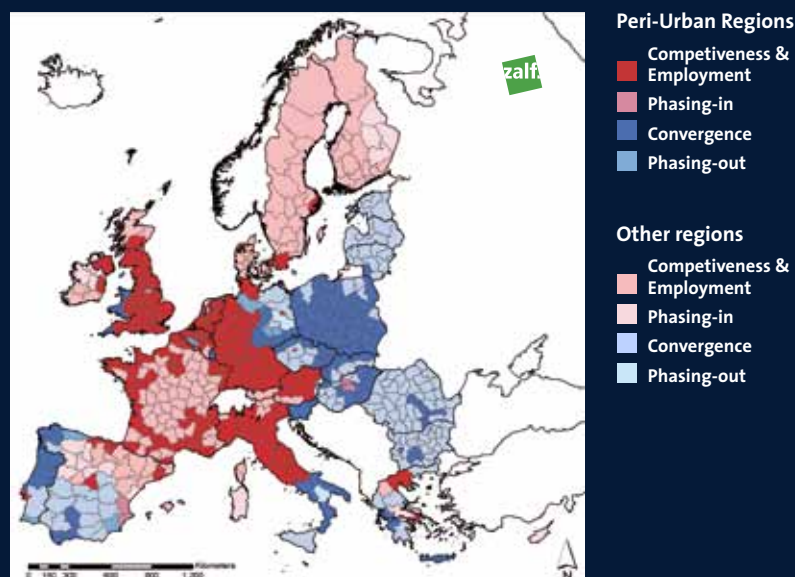 zalf.
Peri-Urban Regions
Competiveness &
Employment
Phasing-in
Convergence
Phasing-out
Other regions
Competiveness &
Employment
Phasing-in
Convergence
Phasing-out
Kilometers
N